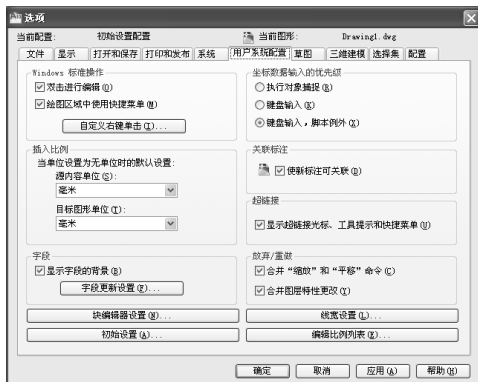 选项
当前配置: 初始设置配置 当前图形: Drawing1.dwg
文件 显示 打开和保存 打印和发布 系统 用户系统配置 草图 三维建模 选择集 配置
Windows 标准操作
双击进行编辑(O)
绘图区域中使用快捷菜单(M)
自定义右键单击(I)...
插入比例
当单位设置为无单位时的默认设置:
源内容单位(S):
毫米
目标图形单位(T):
毫米
字段
显示字段的背景(B)
字段更新设置(F)...
坐标数据输入的优先级
执行对象捕捉(R)
键盘输入(K)
键盘输入，脚本例外(X)
关联标注
使新标注可关联(D)
超链接
显示超链接光标、工具提示和快捷菜单(U)
放弃/重做
合并“缩放”和“平移”命令(C)
合并图层特性更改(Y)
块编辑器设置(N)... 线宽设置(L)...
初始设置(A)... 编辑比例列表(E)...
确定 取消 应用(A) 帮助(H)